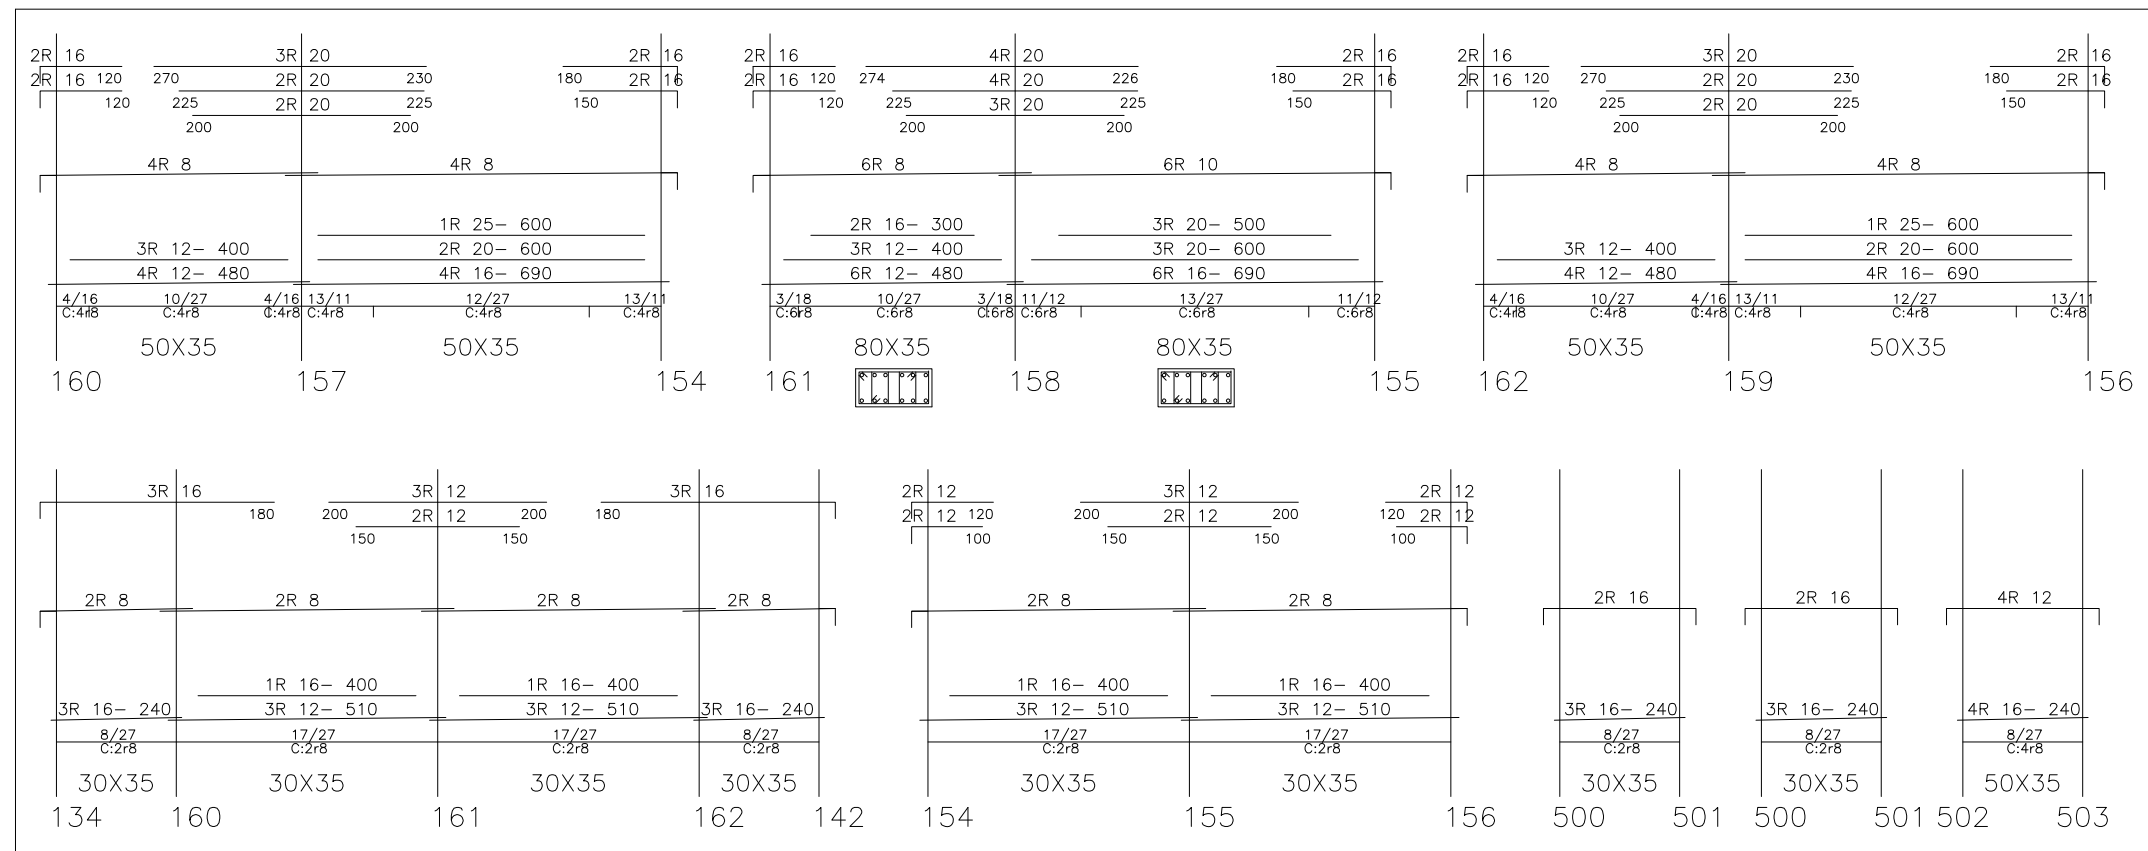 2R 16 3R 20 2R 16 2R 16 4R 20 2R 16 2R 16 3R 20 2R 16
2R 16 120 270 2R 20 230 180 2R 16 2R 16 120 274 4R 20 226 180 2R 16 2R 16 120 270 2R 20 230 180 2R 16
120 225 2R 20 225 150 120 225 3R 20 225 150 120 225 2R 20 225 150
200 200 200 200 200 200
4R 8 4R 8 6R 8 6R 10 4R 8 4R 8
1R 25- 600 2R 16- 300 3R 20- 500 1R 25- 600
3R 12- 400 2R 20- 600 3R 12- 400 3R 20- 600 3R 12- 400 2R 20- 600
4R 12- 480 4R 16- 690 6R 12- 480 6R 16- 690 4R 12- 480 4R 16- 690
4/16 10/27 4/16 13/11 12/27 13/11 3/18 10/27 3/18 11/12 13/27 11/12 4/16 10/27 4/16 13/11 12/27 13/11
C:4r8 C:4r8 C:4r8 C:4r8 C:4r8 C:4r8 C:6r8 C:6r8 C:6r8 C:6r8 C:6r8 C:6r8 C:4r8 C:4r8 C:4r8 C:4r8 C:4r8 C:4r8
50X35 50X35 80X35 80X35 50X35 50X35
160 157 154 161 158 155 162 159 156
3R 16 3R 12 3R 16 2R 12 3R 12 2R 12
180 200 2R 12 200 180 2R 12 120 200 2R 12 200 120 2R 12
150 150 100 150 150 100
2R 8 2R 8 2R 8 2R 8 2R 8 2R 8 2R 16 2R 16 4R 12
1R 16- 400 1R 16- 400 1R 16- 400 1R 16- 400
3R 16- 240 3R 12- 510 3R 12- 510 3R 16- 240 3R 12- 510 3R 12- 510 3R 16- 240 3R 16- 240 4R 16- 240
8/27 17/27 17/27 8/27 17/27 17/27 8/27 8/27 8/27
C:2r8 C:2r8 C:2r8 C:2r8 C:2r8 C:2r8 C:2r8 C:2r8 C:4r8
30X35 30X35 30X35 30X35 30X35 30X35 30X35 30X35 50X35
134 160 161 162 142 154 155 156 500 501 500 501 502 503